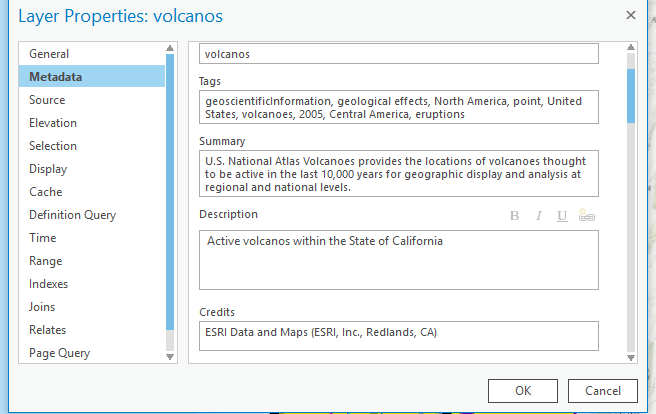 Layer Properties: volcanos
General
Metadata
Source
Elevation
Selection
Display
Cache
Definition Query
Time
Range
Indexes
Joins
Relates
Page Query
volcanos
Tags
geoscientificInformation, geological effects, North America, point, United
States, volcanoes, 2005, Central America, eruptions
Summary
U.S. National Atlas Volcanoes provides the locations of volcanoes thought
to be active in the last 10,000 years for geographic display and analysis at
regional and national levels.
Description
B I U
Active volcanos within the State of California
Credits
ESRI Data and Maps (ESRI, Inc., Redlands, CA)
OK
Cancel